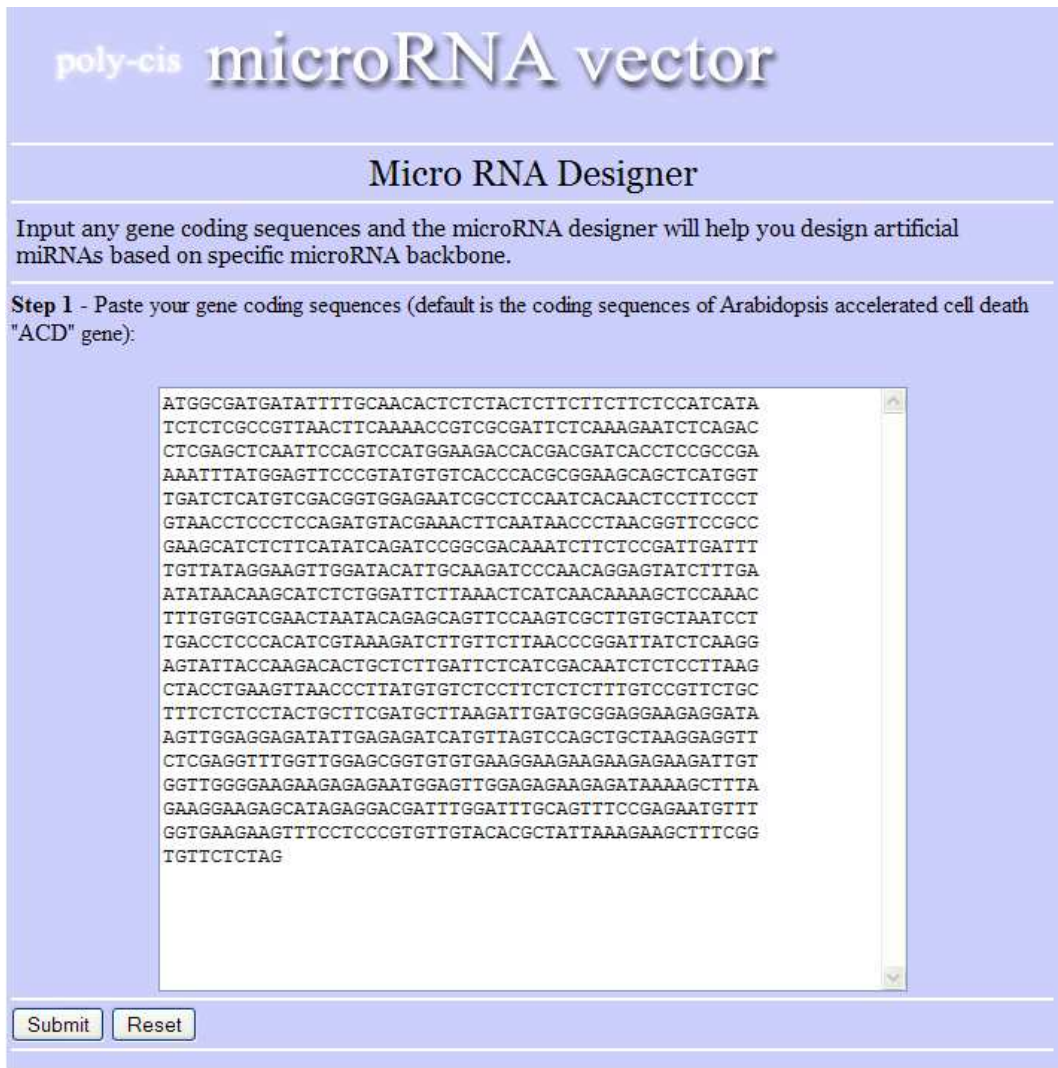 poly-cis microRNA vector
Micro RNA Designer
Input any gene coding sequences and the microRNA designer will help you design artificial
miRNAs based on specific microRNA backbone.
Step 1 - Paste your gene coding sequences (default is the coding sequences of Arabidopsis accelerated cell death
"ACD" gene):
ATGGCGATGATATTTTGCAACACTCTCTACTCTTCTTCTTCTCCATCATA
TCTCTCGCCGTTAACTTCAAAACCGTCGCGATTCTCAAAGAATCTCAGAC
CTCGAGCTCAATTCCAGTCCATGGAAGACCACGACGATCACCTCCGCCGA
AAATTTATGGAGTTCCCGTATGTGTCACCCACGCGGAAGCAGCTCATGGT
TGATCTCATGTCGACGGTGGAGAATCGCCTCCAATCACAACTCCTTCCCT
GTAACCTCCCTCCAGATGTACGAAACTTCAATAACCCTAACGGTTCCGCC
GAAGCATCTCTTCATATCAGATCCGGCGACAAATCTTCTCCGATTGATTT
TGTTATAGGAAGTTGGATACATTGCAAGATCCCAACAGGAGTATCTTTGA
ATATAACAAGCATCTCTGGATTCTTAAACTCATCAACAAAAGCTCCAAAC
TTTGTGGTCGAACTAATACAGAGCAGTTCCAAGTCGCTTGTGCTAATCCT
TGACCTCCCACATCGTAAAGATCTTGTTCTTAACCCGGATTATCTCAAGG
AGTATTACCAAGACACTGCTCTTGATTCTCATCGACAATCTCTCCTTAAG
CTACCTGAAGTTAACCCTTATGTGTCTCCTTCTCTCTTTGTCCGTTCTGC
TTTCTCTCCTACTGCTTCGATGCTTAAGATTGATGCGGAGGAAGAGGATA
AGTTGGAGGAGATATTGAGAGATCATGTTAGTCCAGCTGCTAAGGAGGTT
CTCGAGGTTTGGTTGGAGCGGTGTGTGAAGGAAGAAGAAGAGAAGATTGT
GGTTGGGGAAGAAGAGAGAATGGAGTTGGAGAGAAGAGATAAAAGCTTTA
GAAGGAAGAGCATAGAGGACGATTTGGATTTGCAGTTTCCGAGAATGTTT
GGTGAAGAAGTTTCCTCCCGTGTTGTACACGCTATTAAAGAAGCTTTCGG
TGTTCTCTAG
Submit Reset